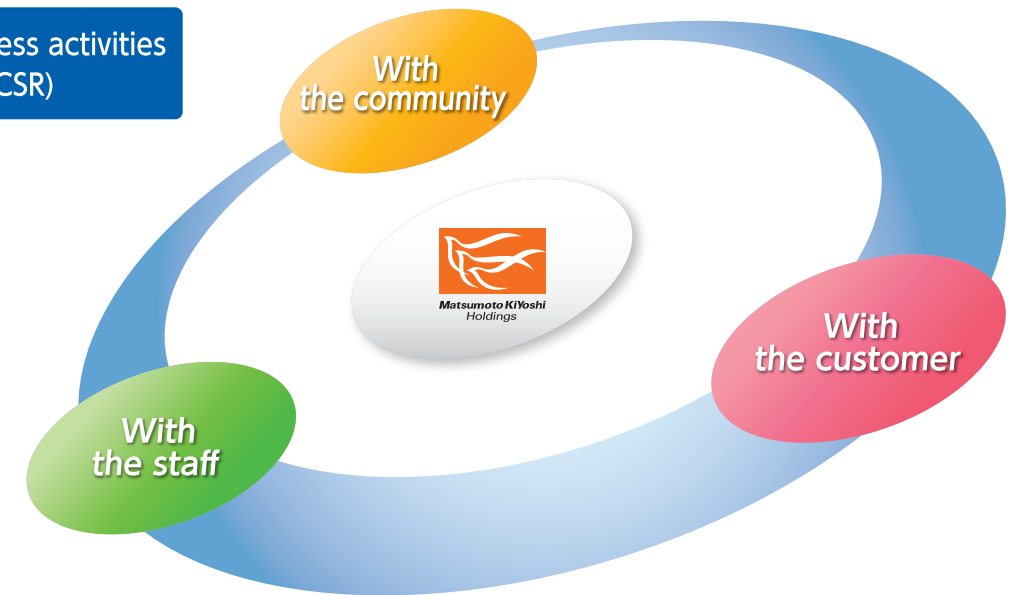 ess activities
CSR)
With
the community
Matsumoto KiYoshi
Holdings
With
the customer
With
the staff